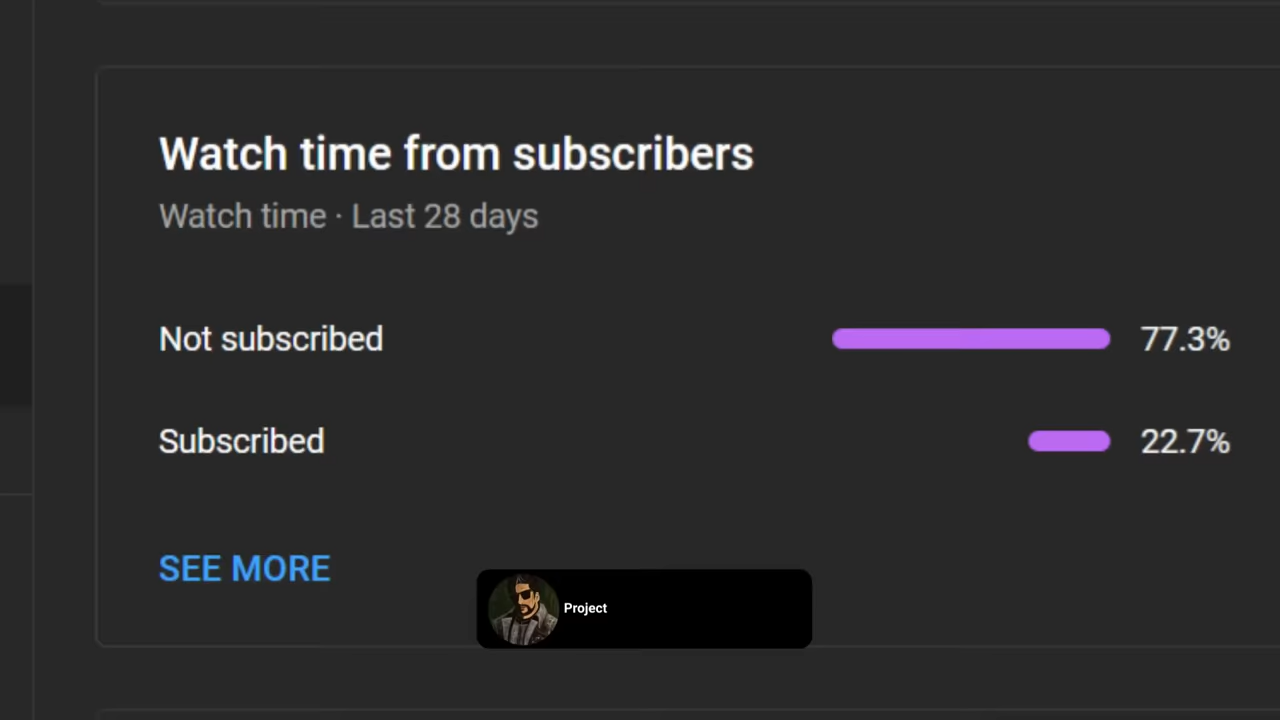 Watch time from subscribers
Watch time · Last 28 days
Not subscribed 77.3%
Subscribed 22.7%
SEE MORE
Project